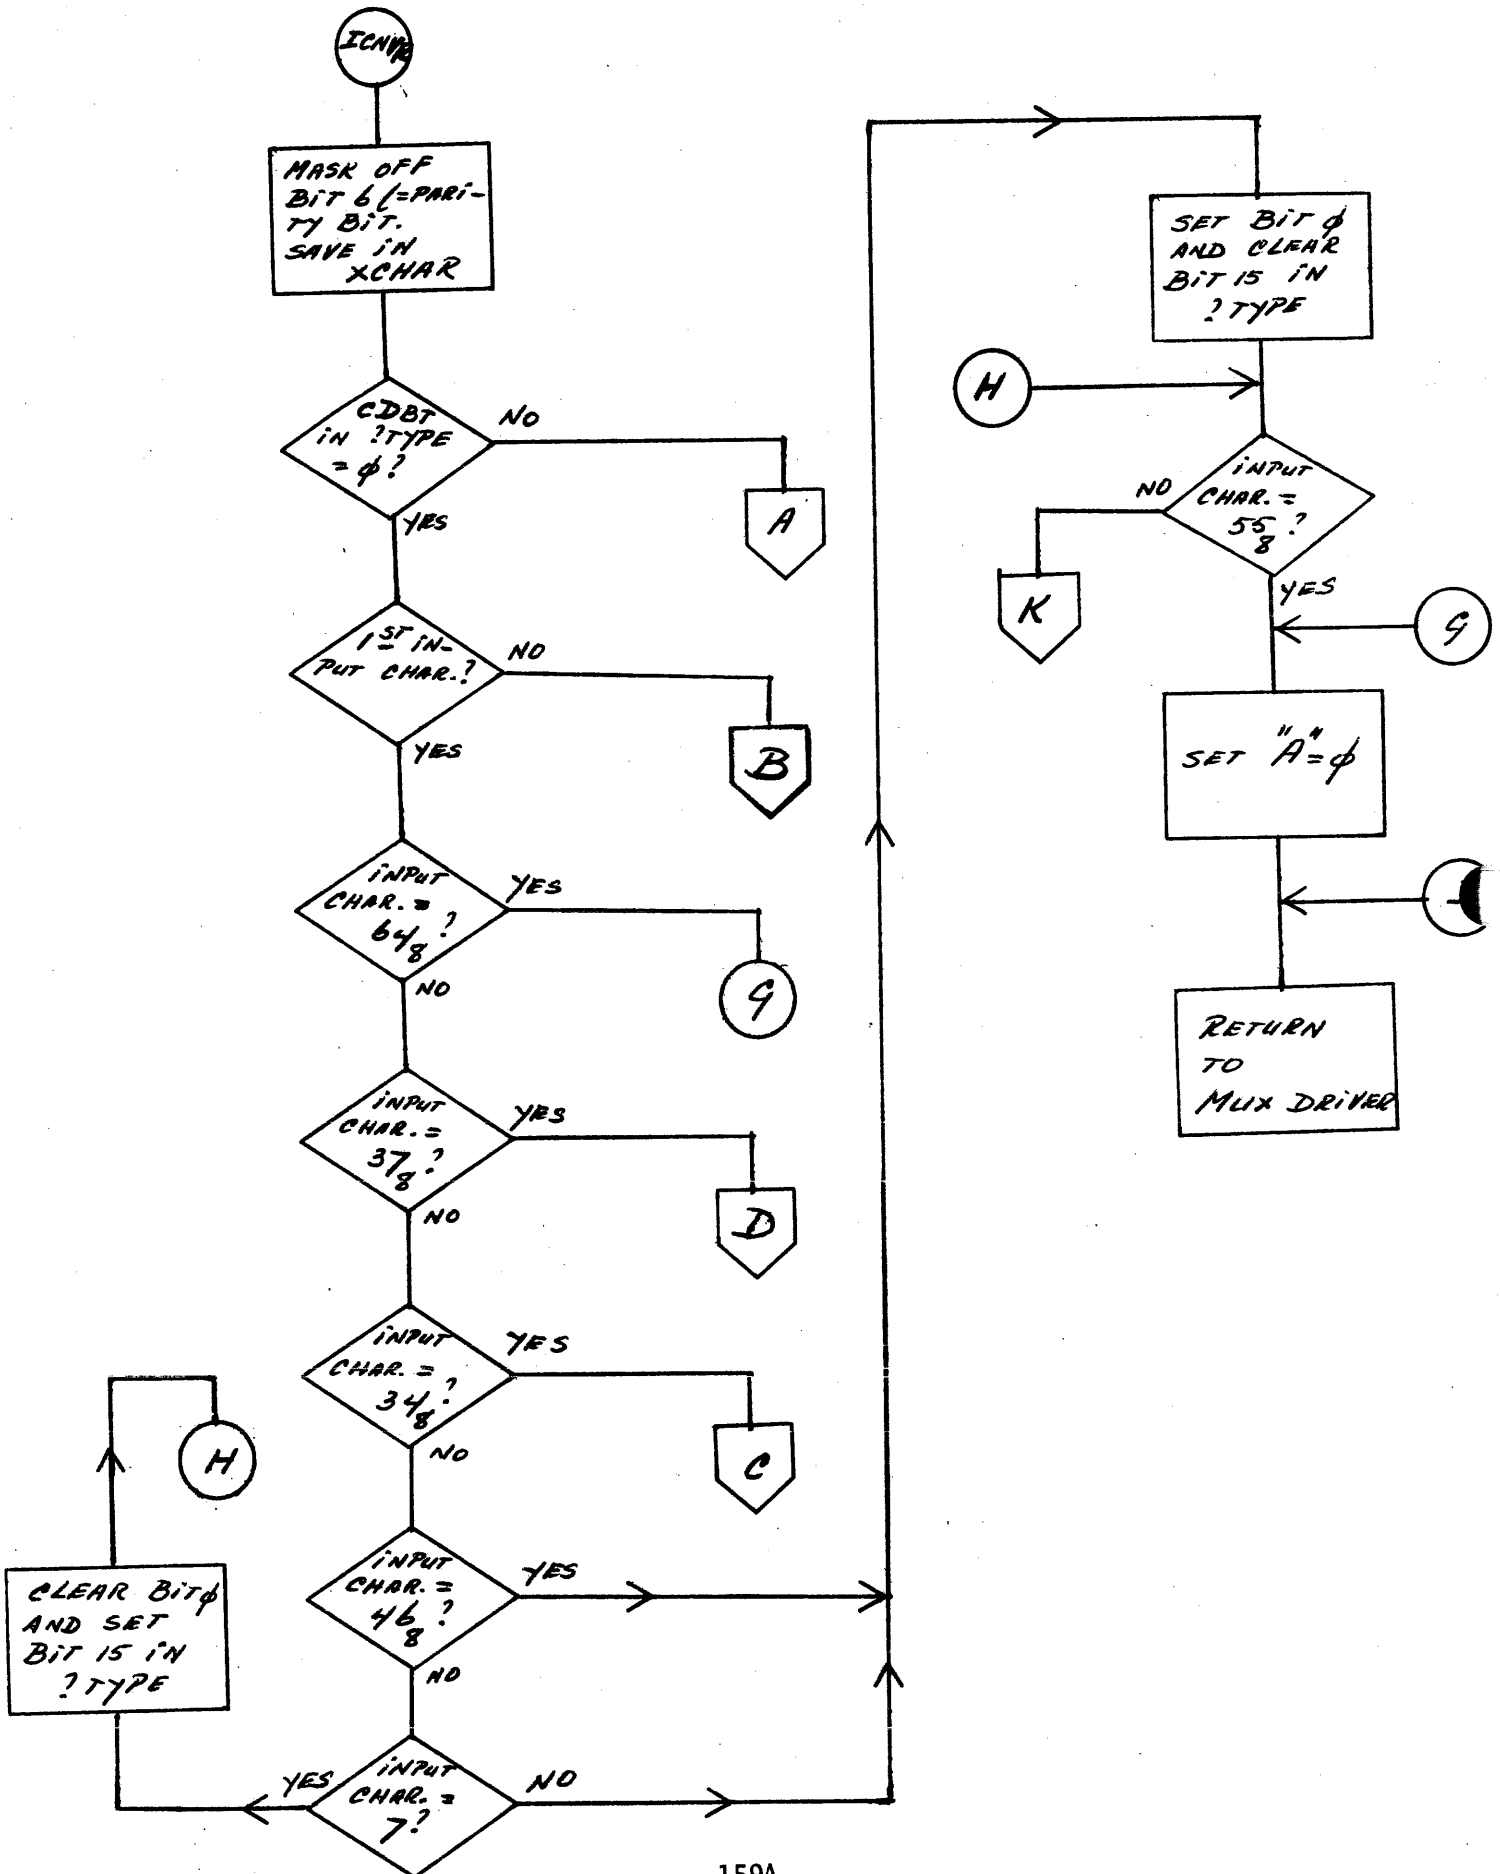 ICNVR
MASK OFF
BIT 6 (=PARI-
TY BIT.
SAVE IN
XCHAR
CDBT
IN ?TYPE
= φ?
NO
A
YES
1ST IN-
PUT CHAR.?
NO
B
YES
INPUT
CHAR. =
64₈?
YES
G
NO
INPUT
CHAR. =
37₈?
YES
D
NO
INPUT
CHAR. =
34₈?
YES
C
NO
INPUT
CHAR. =
46₈?
YES
NO
INPUT
CHAR. =
7?
YES
NO
CLEAR BIT φ
AND SET
BIT 15 IN
?TYPE
H
SET BIT φ
AND CLEAR
BIT 15 IN
?TYPE
H
INPUT
CHAR. =
55₈?
NO
K
YES
G
SET "A"=φ
RETURN
TO
MUX DRIVER
159A